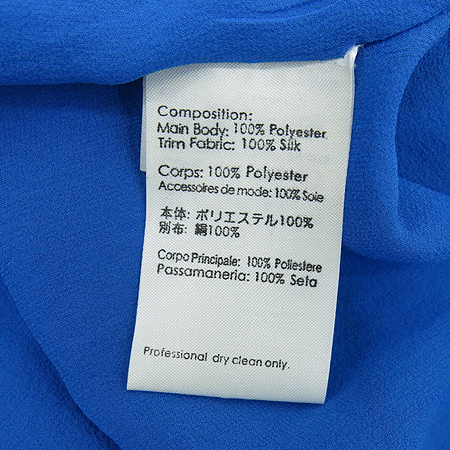 Composition:
Main Body: 100% Polyester
Trim Fabric: 100% Silk
Corps: 100% Polyester
Accessoires de mode: 100% Soie
本体: ポリエステル100%
別布: 絹100%
Corpo Principale: 100% Poliestere
Passamaneria: 100% Seta
Professional dry clean only.